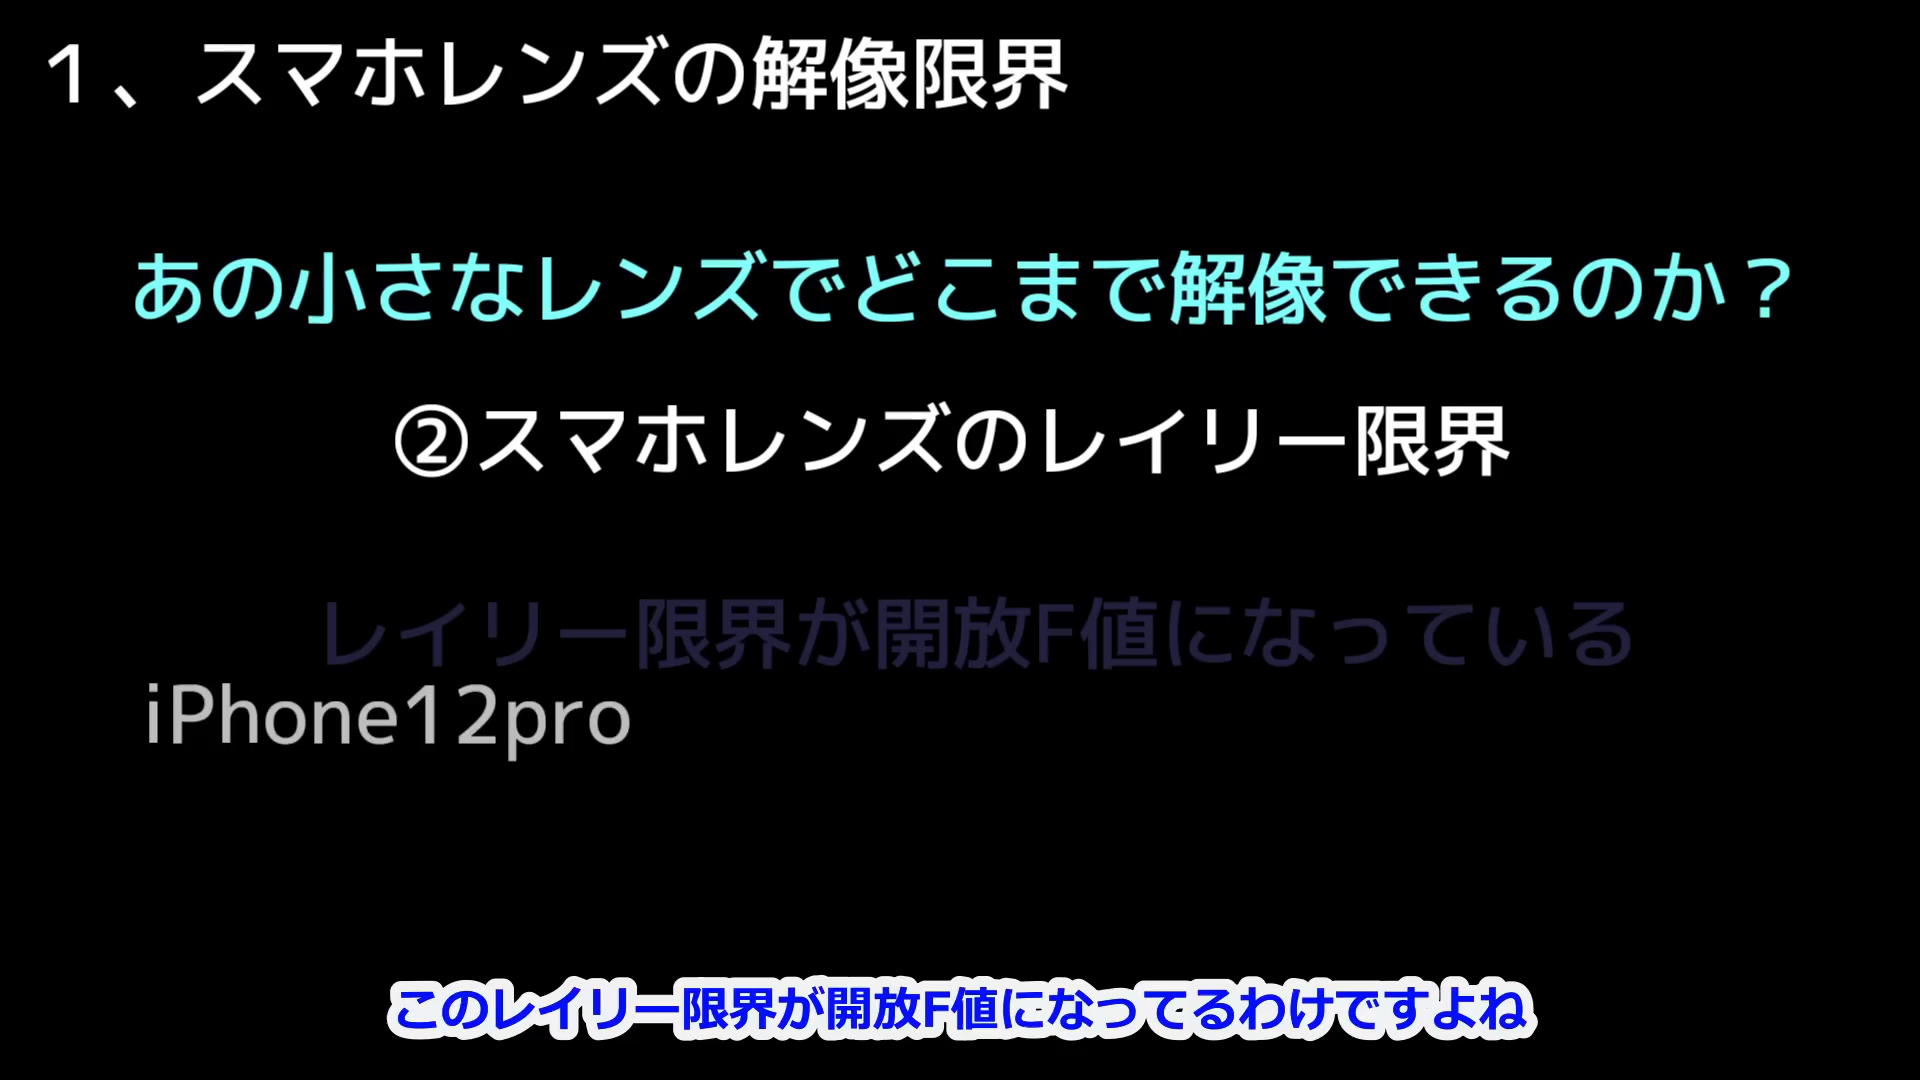 1、スマホレンズの解像限界
あの小さなレンズでどこまで解像できるのか？
②スマホレンズのレイリー限界
レイリー限界が開放F値になっている
iPhone12pro
このレイリー限界が開放F値になってるわけですよね